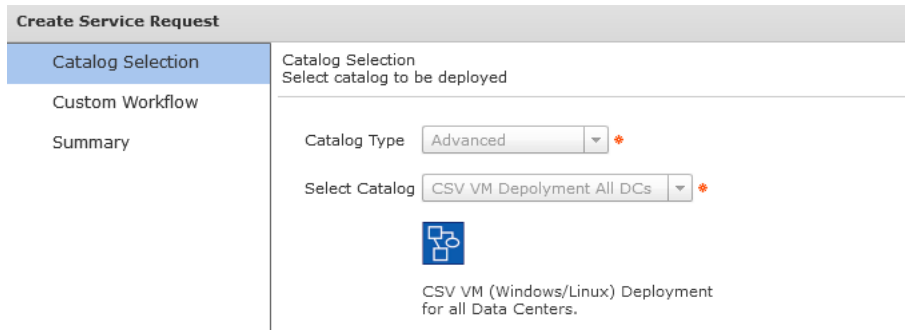 Create Service Request
Catalog Selection
Custom Workflow
Summary
Catalog Selection
Select catalog to be deployed
Catalog Type Advanced *
Select Catalog CSV VM Depolyment All DCs *
CSV VM (Windows/Linux) Deployment
for all Data Centers.